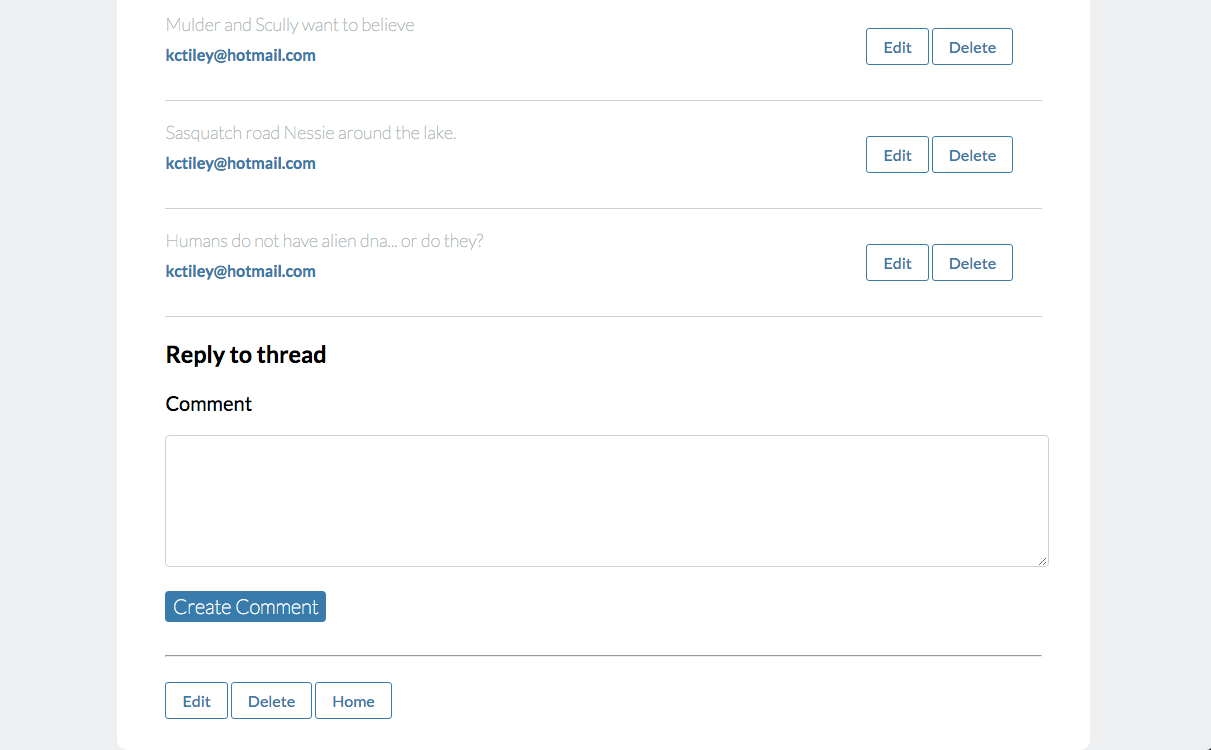 Mulder and Scully want to believe
kctiley@hotmail.com
Edit Delete
Sasquatch road Nessie around the lake.
kctiley@hotmail.com
Edit Delete
Humans do not have alien dna... or do they?
kctiley@hotmail.com
Edit Delete
Reply to thread
Comment
Create Comment
Edit Delete Home